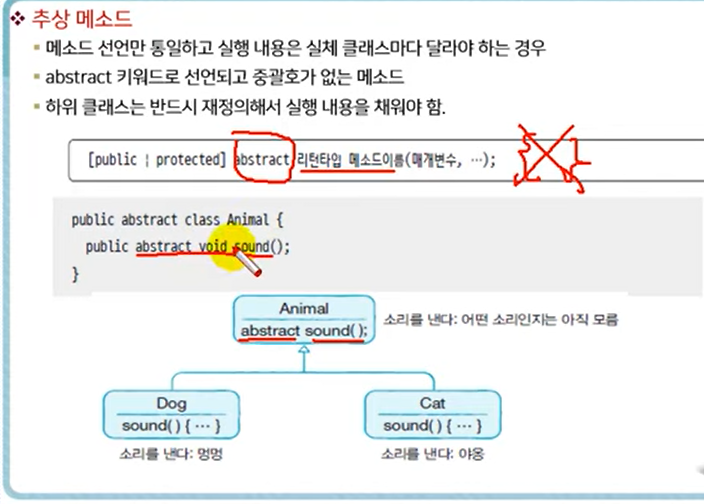 ❖ 추상 메소드
▪ 메소드 선언만 통일하고 실행 내용은 실체 클래스마다 달라야 하는 경우
▪ abstract 키워드로 선언되고 중괄호가 없는 메소드
▪ 하위 클래스는 반드시 재정의해서 실행 내용을 채워야 함.
[public | protected] abstract 리턴타입 메소드이름(매개변수, …);
public abstract class Animal {
public abstract void sound();
}
Animal
abstract sound();
소리를 낸다: 어떤 소리인지는 아직 모름
Dog
sound() { … }
소리를 낸다: 멍멍
Cat
sound() { … }
소리를 낸다: 야옹